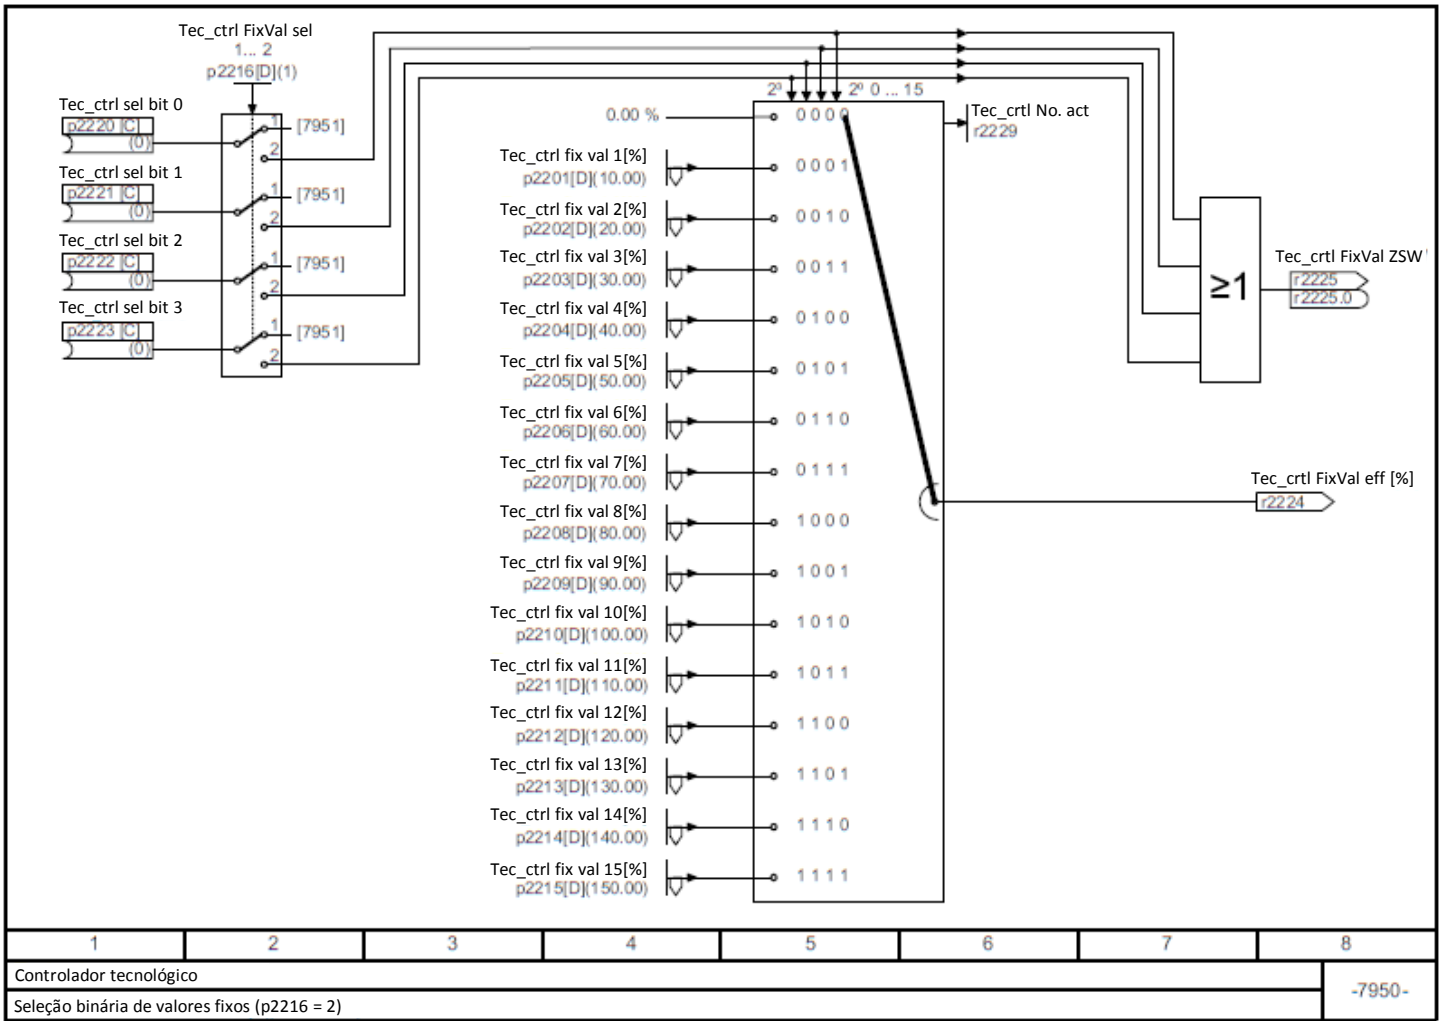 Tec_ctrl FixVal sel
1... 2
p2216[D](1)
Tec_ctrl sel bit 0
p2220 [C]
(0)
Tec_ctrl sel bit 1
p2221 [C]
(0)
Tec_ctrl sel bit 2
p2222 [C]
(0)
Tec_ctrl sel bit 3
p2223 [C]
(0)
1 [7951]
2
1 [7951]
2
1 [7951]
2
1 [7951]
2
2³ 2⁰ 0 ... 15
0.00 % 0 0 0 0
Tec_ctrl fix val 1[%]
p2201[D](10.00) 0 0 0 1
Tec_ctrl fix val 2[%]
p2202[D](20.00) 0 0 1 0
Tec_ctrl fix val 3[%]
p2203[D](30.00) 0 0 1 1
Tec_ctrl fix val 4[%]
p2204[D](40.00) 0 1 0 0
Tec_ctrl fix val 5[%]
p2205[D](50.00) 0 1 0 1
Tec_ctrl fix val 6[%]
p2206[D](60.00) 0 1 1 0
Tec_ctrl fix val 7[%]
p2207[D](70.00) 0 1 1 1
Tec_ctrl fix val 8[%]
p2208[D](80.00) 1 0 0 0
Tec_ctrl fix val 9[%]
p2209[D](90.00) 1 0 0 1
Tec_ctrl fix val 10[%]
p2210[D](100.00) 1 0 1 0
Tec_ctrl fix val 11[%]
p2211[D](110.00) 1 0 1 1
Tec_ctrl fix val 12[%]
p2212[D](120.00) 1 1 0 0
Tec_ctrl fix val 13[%]
p2213[D](130.00) 1 1 0 1
Tec_ctrl fix val 14[%]
p2214[D](140.00) 1 1 1 0
Tec_ctrl fix val 15[%]
p2215[D](150.00) 1 1 1 1
Tec_crtl No. act
r2229
≥1
Tec_crtl FixVal ZSW
r2225
r2225.0
Tec_crtl FixVal eff [%]
r2224
1 2 3 4 5 6 7 8
Controlador tecnológico
Seleção binária de valores fixos (p2216 = 2)
-7950-